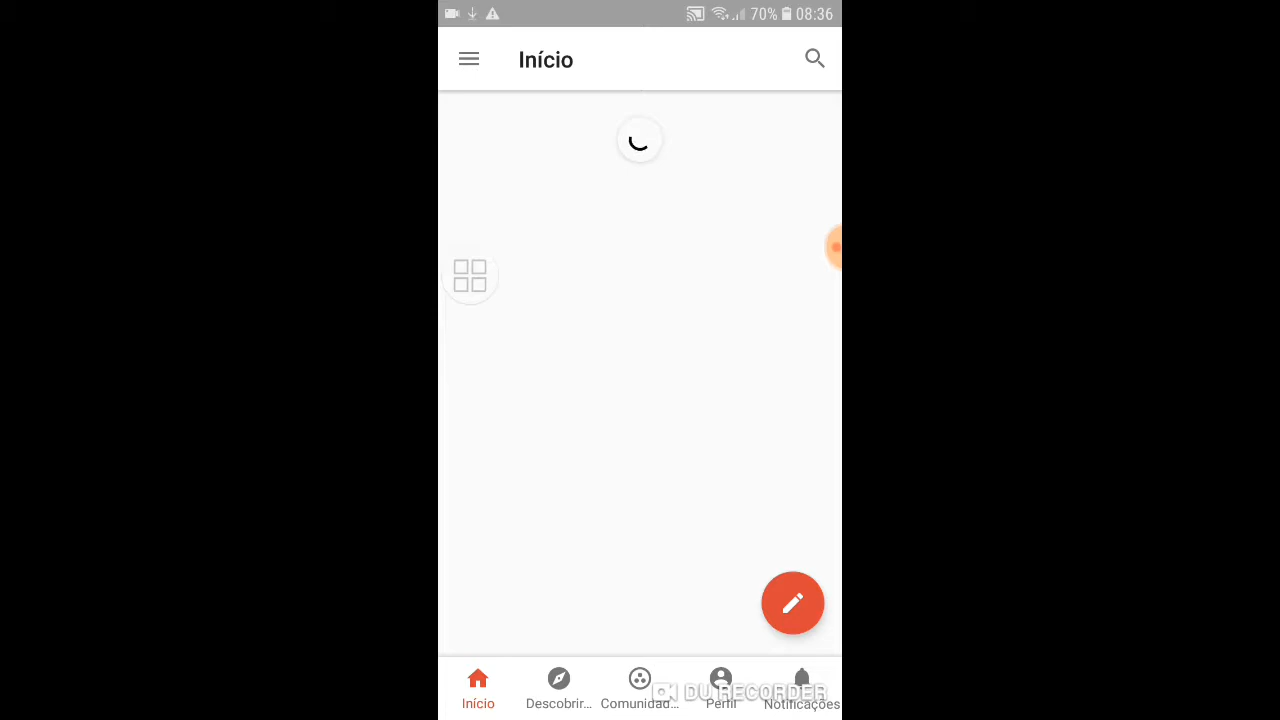 70% 08:36
Início
Início Descobrir... Comunidad... Perfil Notificações
DU RECORDER